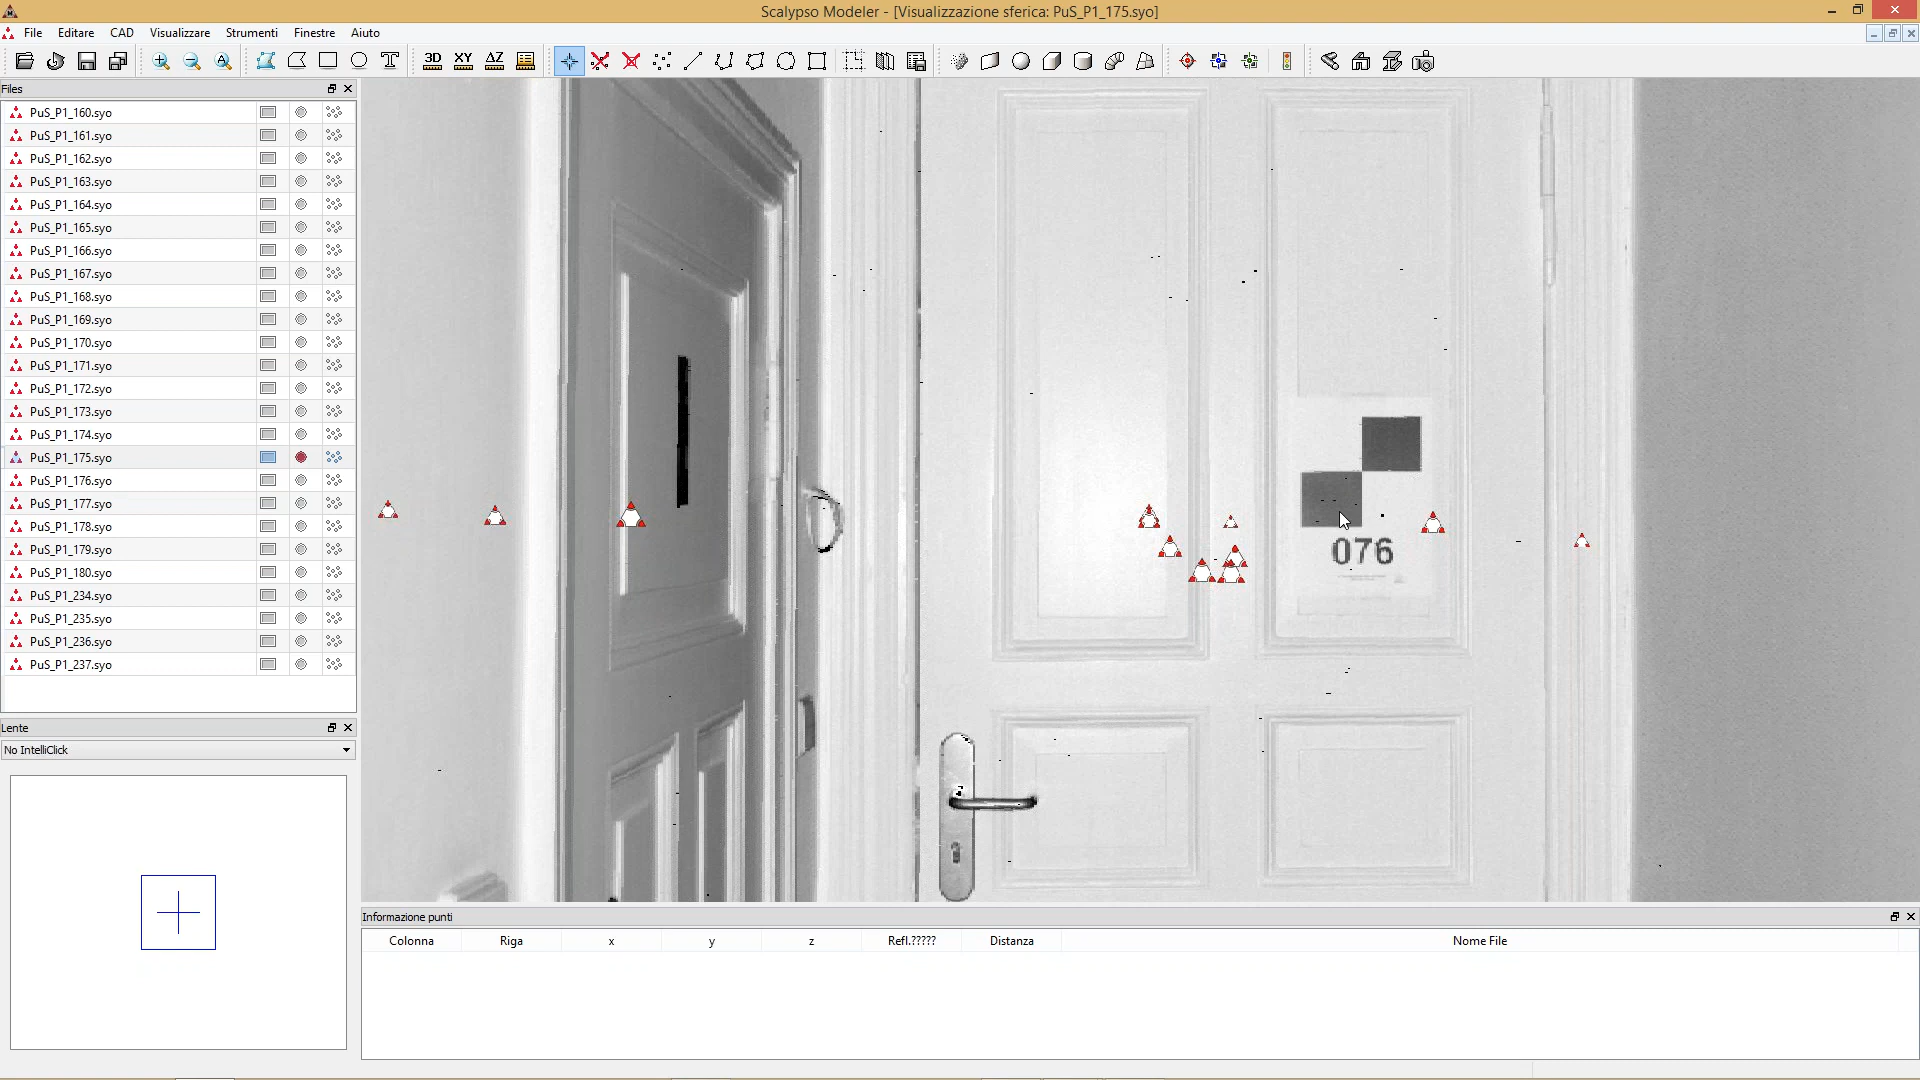 Scalypso Modeler - [Visualizzazione sferica: PuS_P1_175.syo]
File Editare CAD Visualizzare Strumenti Finestre Aiuto
3D XY ΔZ
Files
PuS_P1_160.syo
PuS_P1_161.syo
PuS_P1_162.syo
PuS_P1_163.syo
PuS_P1_164.syo
PuS_P1_165.syo
PuS_P1_166.syo
PuS_P1_167.syo
PuS_P1_168.syo
PuS_P1_169.syo
PuS_P1_170.syo
PuS_P1_171.syo
PuS_P1_172.syo
PuS_P1_173.syo
PuS_P1_174.syo
PuS_P1_175.syo
PuS_P1_176.syo
PuS_P1_177.syo
PuS_P1_178.syo
PuS_P1_179.syo
PuS_P1_180.syo
PuS_P1_234.syo
PuS_P1_235.syo
PuS_P1_236.syo
PuS_P1_237.syo
Lente
No IntelliClick
076
Informazione punti
Colonna Riga x y z Refl.????? Distanza Nome File